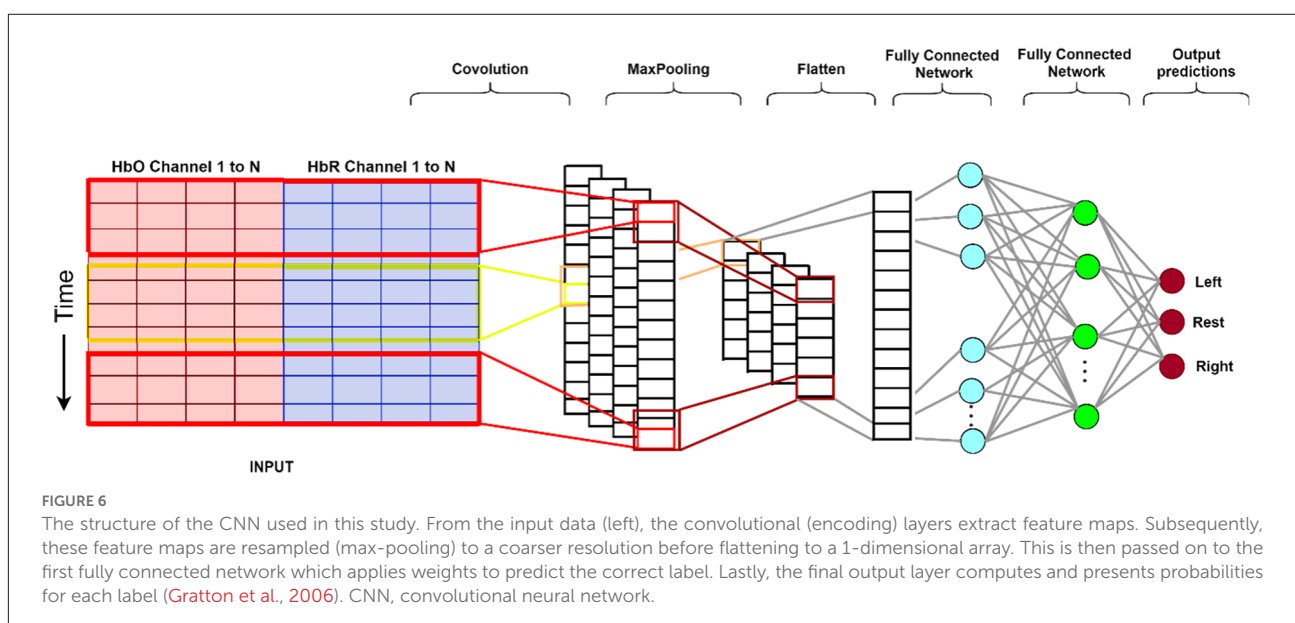 Covolution
MaxPooling
Flatten
Fully Connected
Network
Fully Connected
Network
Output
predictions
HbO Channel 1 to N
HbR Channel 1 to N
Time
Left
Rest
Right
INPUT
FIGURE 6
The structure of the CNN used in this study. From the input data (left), the convolutional (encoding) layers extract feature maps. Subsequently,
these feature maps are resampled (max-pooling) to a coarser resolution before flattening to a 1-dimensional array. This is then passed on to the
first fully connected network which applies weights to predict the correct label. Lastly, the final output layer computes and presents probabilities
for each label (Gratton et al., 2006). CNN, convolutional neural network.